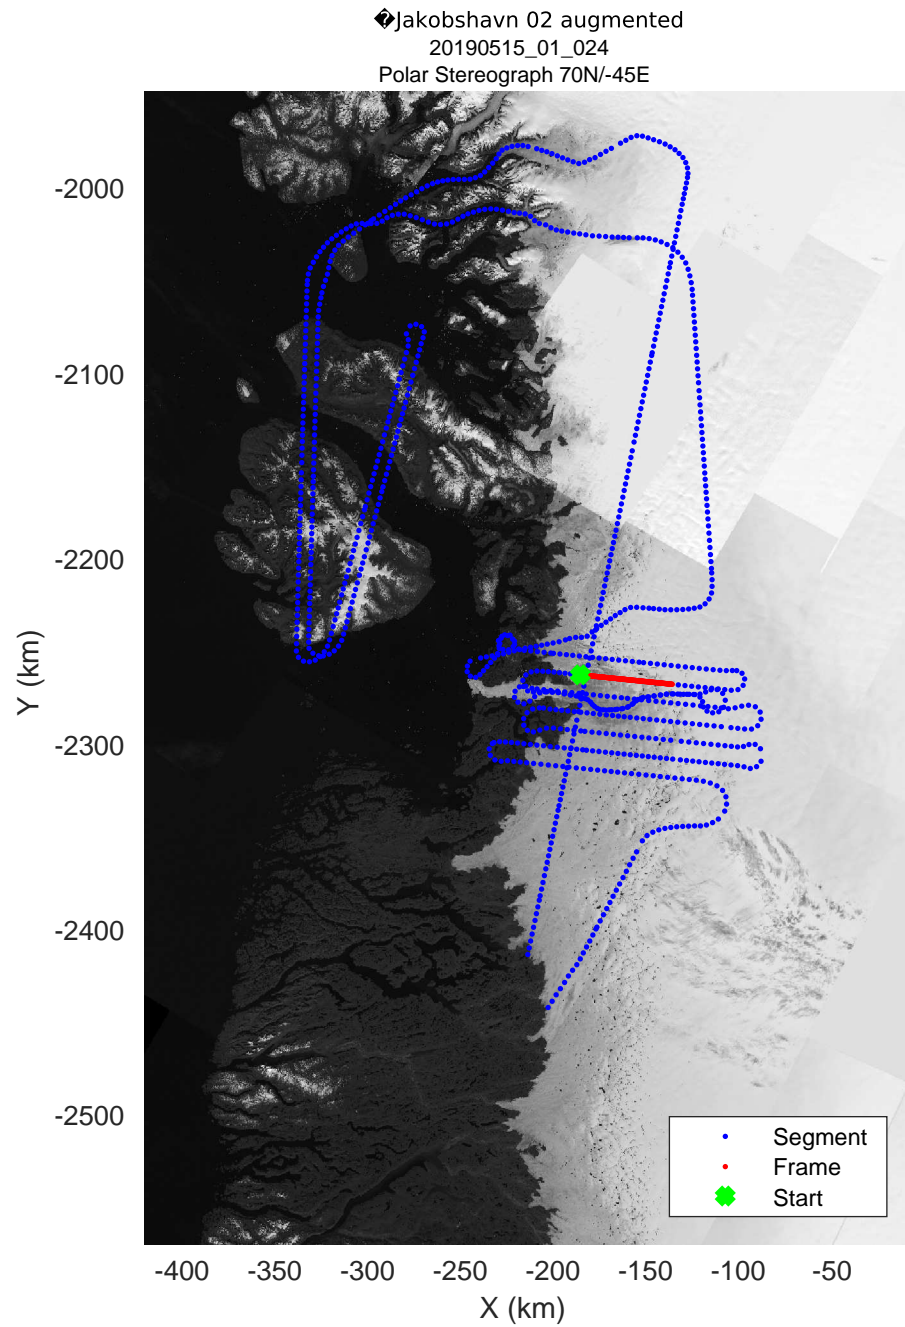 �Jakobshavn 02 augmented
20190515_01_024
Polar Stereograph 70N/-45E
Y (km)
-2000
-2100
-2200
-2300
-2400
-2500
Segment
Frame
Start
-400
-350
-300
-250
-200
-150
-100
-50
X (km)